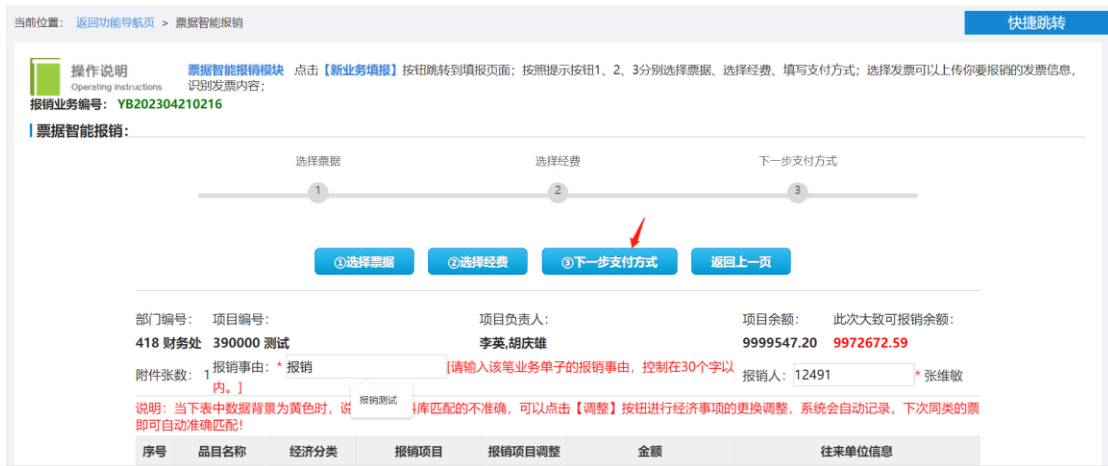 当前位置： 返回功能导航页 > 票据智能报销
快捷跳转
操作说明
Operating instructions
票据智能报销模块 点击【新业务填报】按钮跳转到填报页面；按照提示按钮1、2、3分别选择票据、选择经费、填写支付方式；选择发票可以上传你要报销的发票信息，
识别发票内容；
报销业务编号： YB202304210216
票据智能报销：
选择票据 选择经费 下一步支付方式
1 2 3
①选择票据 ②选择经费 ③下一步支付方式 返回上一页
部门编号： 项目编号： 项目负责人： 项目余额： 此次大致可报销余额：
418 财务处 390000 测试 李英,胡庆雄 9999547.20 9972672.59
附件张数： 1 报销事由：* 报销 [请输入该笔业务单子的报销事由，控制在30个字以
内。] 报销人： 12491 * 张维敏
报销测试
说明：当下表中数据背景为黄色时，说 库匹配的不准确，可以点击【调整】按钮进行经济事项的更换调整，系统会自动记录，下次同类的票
即可自动准确匹配！
序号 品目名称 经济分类 报销项目 报销项目调整 金额 往来单位信息